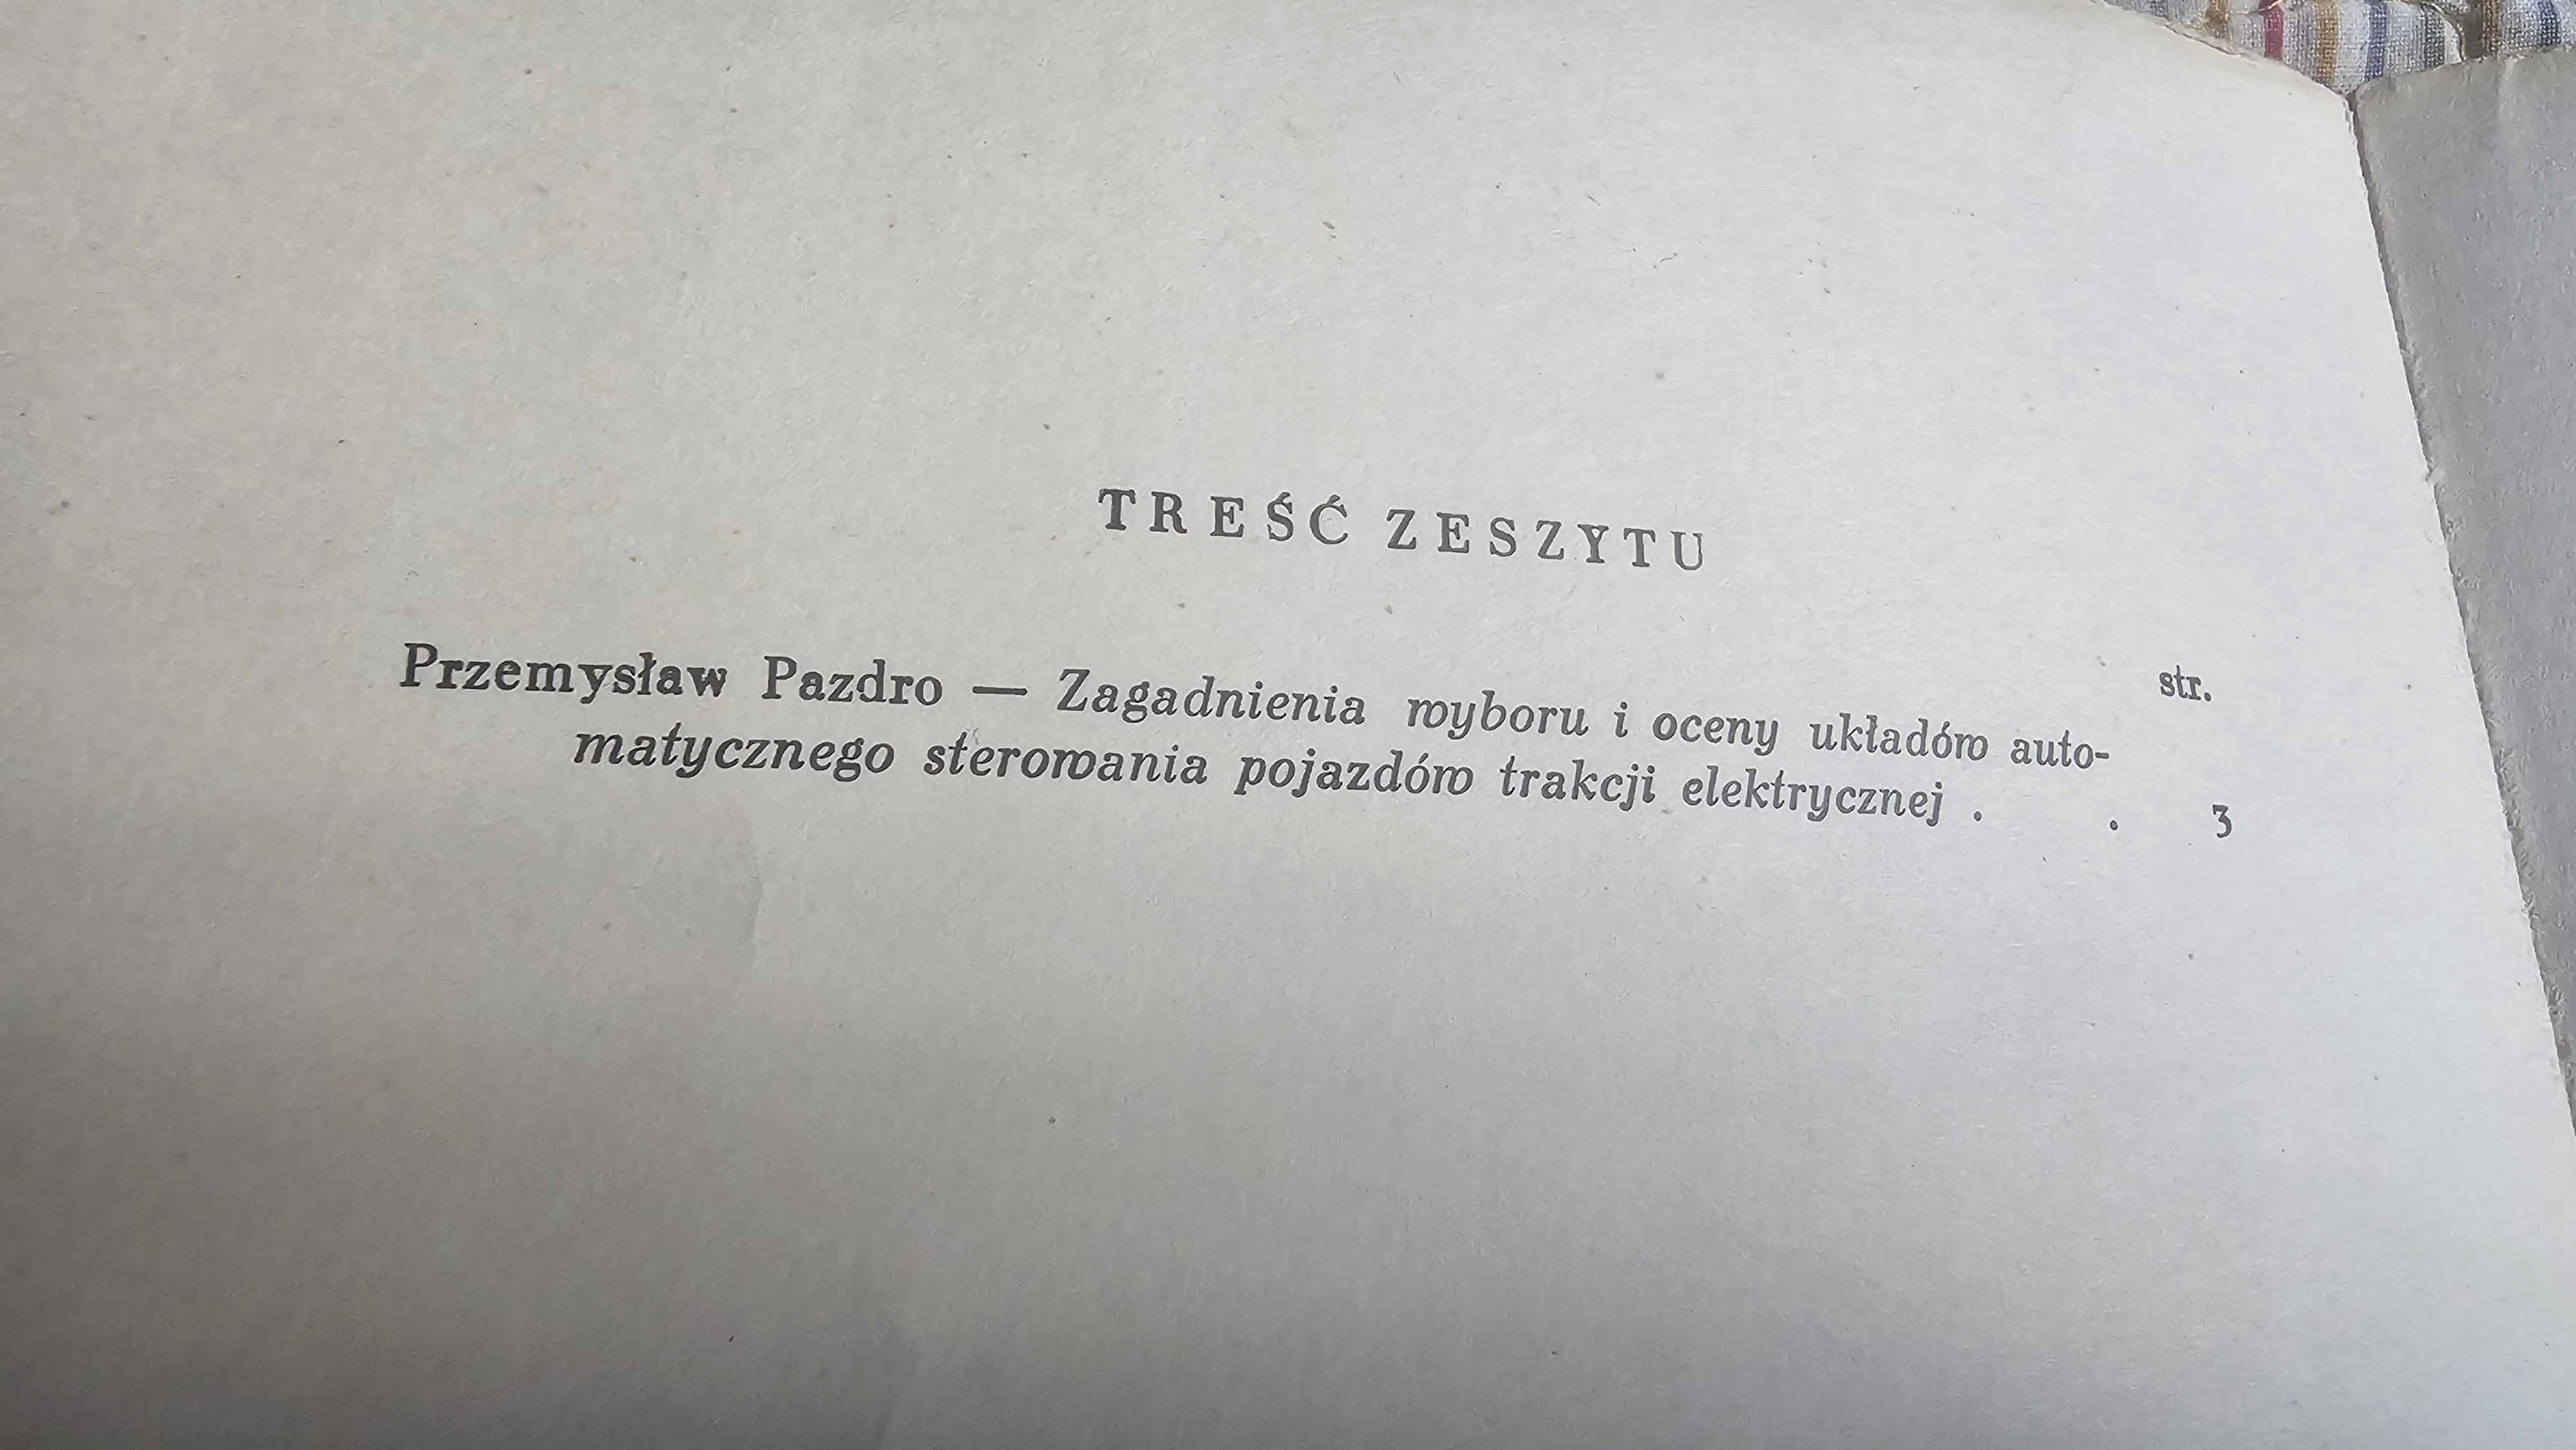 TREŚĆ ZESZYTU
str.
Przemysław Pazdro — Zagadnienia wyboru i oceny układów auto-
matycznego sterowania pojazdów trakcji elektrycznej . . 3